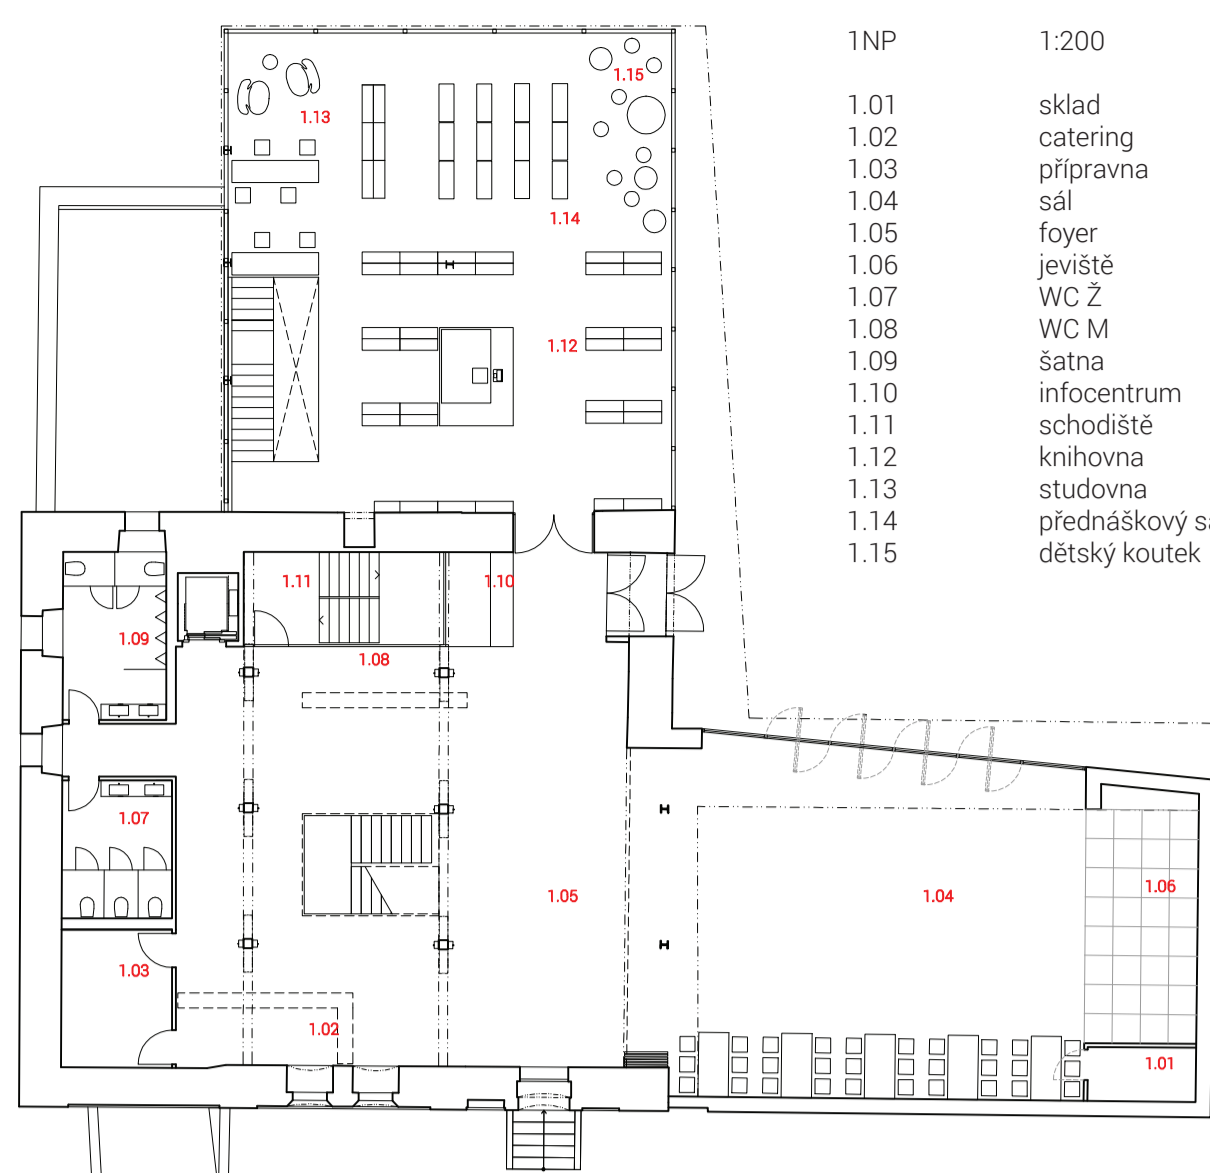 1NP 1:200
1.01 sklad
1.02 catering
1.03 přípravna
1.04 sál
1.05 foyer
1.06 jeviště
1.07 WC Ž
1.08 WC M
1.09 šatna
1.10 infocentrum
1.11 schodiště
1.12 knihovna
1.13 studovna
1.14 přednáškový
1.15 dětský koutek
1.15
1.13
1.14
1.12
1.11
1.10
1.09
1.08
1.07
1.05
1.04
1.06
1.03
1.02
1.01